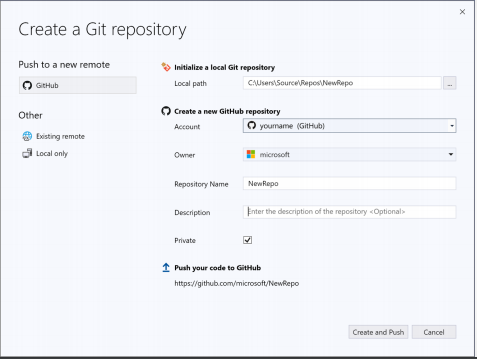 Create a Git repository
Push to a new remote
GitHub
Other
Existing remote
Local only
Initialize a local Git repository
Local path C:\Users\Source\Repos\NewRepo ...
Create a new GitHub repository
Account yourname (GitHub)
Owner microsoft
Repository Name NewRepo
Description Enter the description of the repository <Optional>
Private
Push your code to GitHub
https://github.com/microsoft/NewRepo
Create and Push Cancel